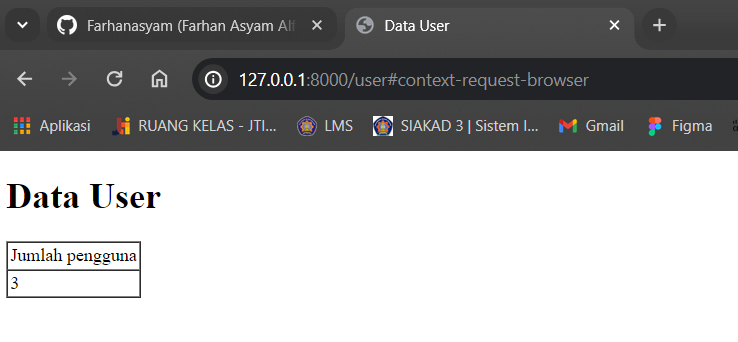 Farhanasyam (Farhan Asyam Alf
Data User
127.0.0.1:8000/user#context-request-browser
Aplikasi
RUANG KELAS - JTI...
LMS
SIAKAD 3 | Sistem I...
Gmail
Figma
Data User
Jumlah pengguna
3